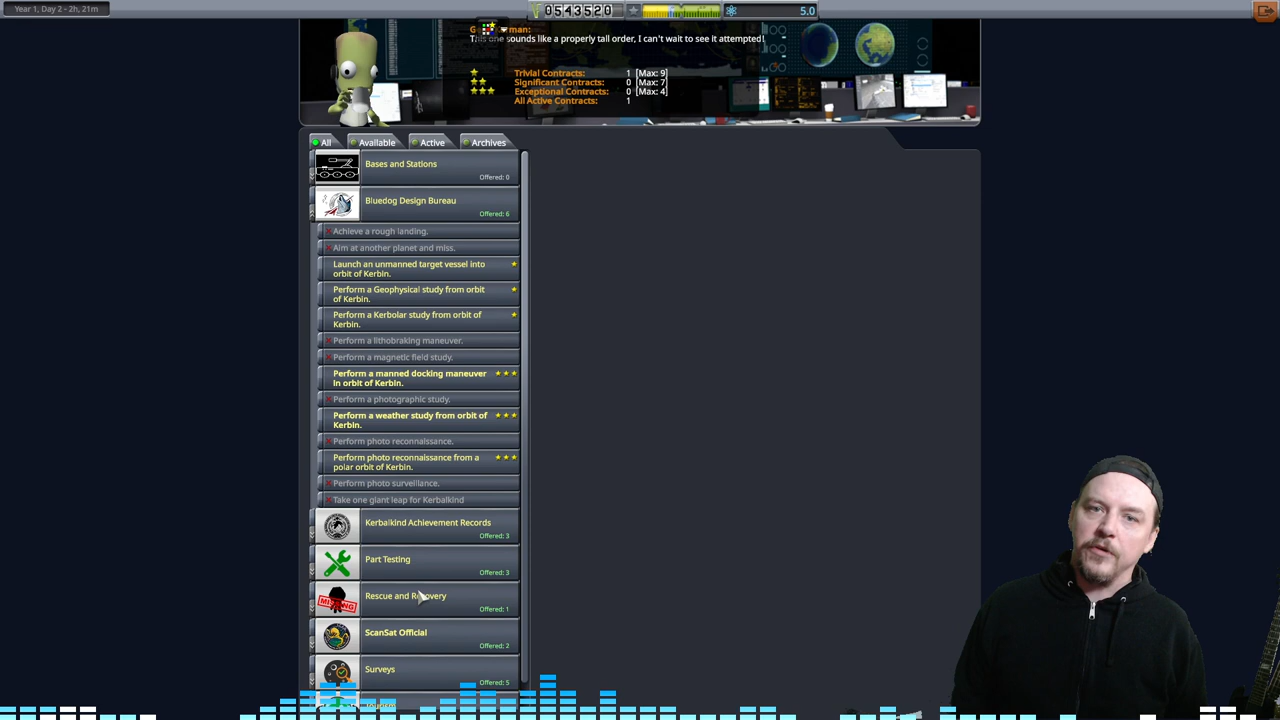 Year 1, Day 2 - 2h, 21m
0543520
5.0
This one sounds like a properly tall order, I can't wait to see it attempted!
Trivial Contracts: 1 [Max: 9]
Significant Contracts: 0 [Max: 7]
Exceptional Contracts: 0 [Max: 4]
All Active Contracts: 1
All
Available
Active
Archives
Bases and Stations
Offered: 0
Bluedog Design Bureau
Offered: 6
Achieve a rough landing.
Aim at another planet and miss.
Launch an unmanned target vessel into
orbit of Kerbin.
Perform a Geophysical study from orbit
of Kerbin.
Perform a Kerbolar study from orbit of
Kerbin.
Perform a lithobraking maneuver.
Perform a magnetic field study.
Perform a manned docking maneuver
in orbit of Kerbin.
Perform a photographic study.
Perform a weather study from orbit of
Kerbin.
Perform photo reconnaissance.
Perform photo reconnaissance from a
polar orbit of Kerbin.
Perform photo surveillance.
Take one giant leap for Kerbalkind
Kerbalkind Achievement Records
Offered: 3
Part Testing
Offered: 3
MISSING
Rescue and Recovery
Offered: 1
ScanSat Official
Offered: 2
Surveys
Offered: 5